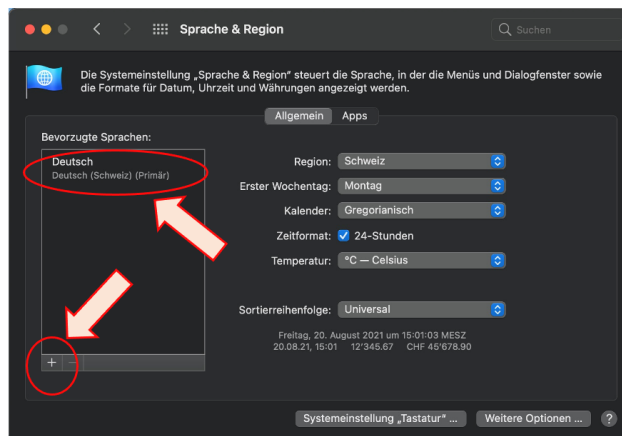 Sprache & Region
Suchen
Die Systemeinstellung „Sprache & Region“ steuert die Sprache, in der die Menüs und Dialogfenster sowie
die Formate für Datum, Uhrzeit und Währungen angezeigt werden.
Allgemein Apps
Bevorzugte Sprachen:
Deutsch
Deutsch (Schweiz) (Primär)
Region: Schweiz
Erster Wochentag: Montag
Kalender: Gregorianisch
Zeitformat: 24-Stunden
Temperatur: °C — Celsius
Sortierreihenfolge: Universal
Freitag, 20. August 2021 um 15:01:03 MESZ
20.08.21, 15:01 12’345.67 CHF 45’678.90
+ −
Systemeinstellung „Tastatur“ ... Weitere Optionen ... ?